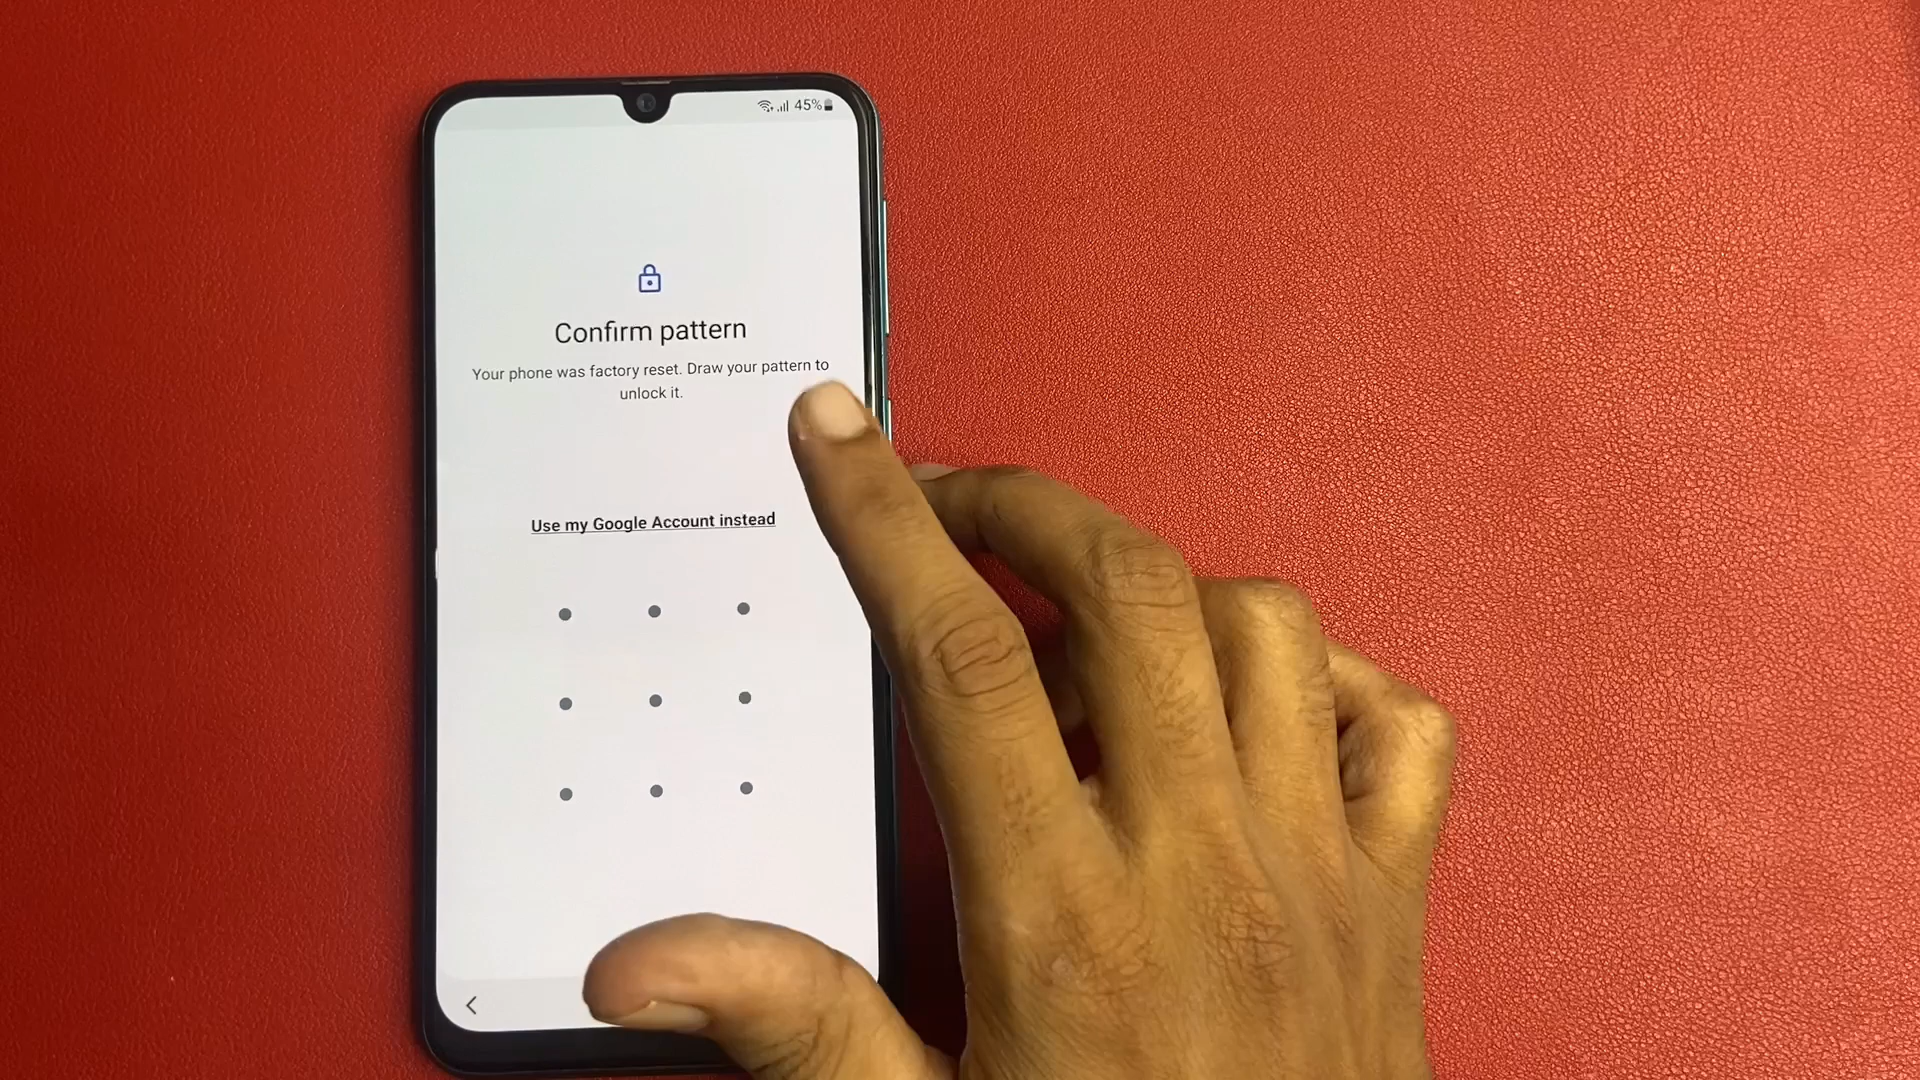 45%
Confirm pattern
Your phone was factory reset. Draw your pattern to
unlock it.
Use my Google Account instead